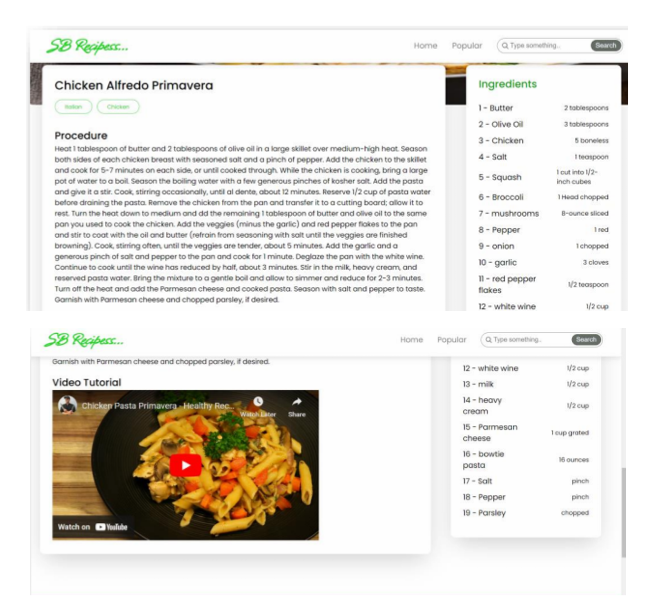 SB Recipess...
Home Popular Type something.. Search
Chicken Alfredo Primavera
Italian Chicken
Procedure
Heat 1 tablespoon of butter and 2 tablespoons of olive oil in a large skillet over medium-high heat. Season
both sides of each chicken breast with seasoned salt and a pinch of pepper. Add the chicken to the skillet
and cook for 5-7 minutes on each side, or until cooked through. While the chicken is cooking, bring a large
pot of water to a boil. Season the boiling water with a few generous pinches of kosher salt. Add the pasta
and give it a stir. Cook, stirring occasionally, until al dente, about 12 minutes. Reserve 1/2 cup of pasta water
before draining the pasta. Remove the chicken from the pan and transfer it to a cutting board; allow it to
rest. Turn the heat down to medium and dd the remaining 1 tablespoon of butter and olive oil to the same
pan you used to cook the chicken. Add the veggies (minus the garlic) and red pepper flakes to the pan
and stir to coat with the oil and butter (refrain from seasoning with salt until the veggies are finished
browning). Cook, stirring often, until the veggies are tender, about 5 minutes. Add the garlic and a
generous pinch of salt and pepper to the pan and cook for 1 minute. Deglaze the pan with the white wine.
Continue to cook until the wine has reduced by half, about 3 minutes. Stir in the milk, heavy cream, and
reserved pasta water. Bring the mixture to a gentle boil and allow to simmer and reduce for 2-3 minutes.
Turn off the heat and add the Parmesan cheese and cooked pasta. Season with salt and pepper to taste.
Garnish with Parmesan cheese and chopped parsley, if desired.
Ingredients
1 - Butter 2 tablespoons
2 - Olive Oil 3 tablespoons
3 - Chicken 5 boneless
4 - Salt 1 teaspoon
5 - Squash 1 cut into 1/2-
inch cubes
6 - Broccoli 1 Head chopped
7 - mushrooms 8-ounce sliced
8 - Pepper 1 red
9 - onion 1 chopped
10 - garlic 3 cloves
11 - red pepper
flakes 1/2 teaspoon
12 - white wine 1/2 cup
SB Recipess...
Home Popular Type something.. Search
Garnish with Parmesan cheese and chopped parsley, if desired.
Video Tutorial
Chicken Pasta Primavera - Healthy Rec...
Watch Later Share
Watch on YouTube
12 - white wine 1/2 cup
13 - milk 1/2 cup
14 - heavy
cream 1/2 cup
15 - Parmesan
cheese 1 cup grated
16 - bowtie
pasta 16 ounces
17 - Salt pinch
18 - Pepper pinch
19 - Parsley chopped